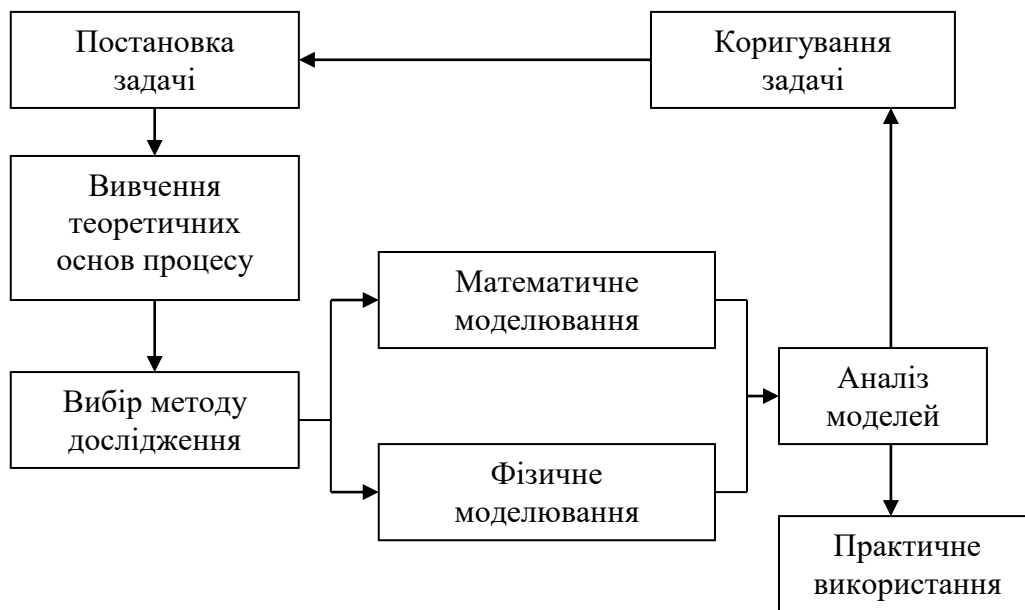 Постановка
задачі
Коригування
задачі
Вивчення
теоретичних
основ процесу
Математичне
моделювання
Вибір методу
дослідження
Аналіз
моделей
Фізичне
моделювання
Практичне
використання